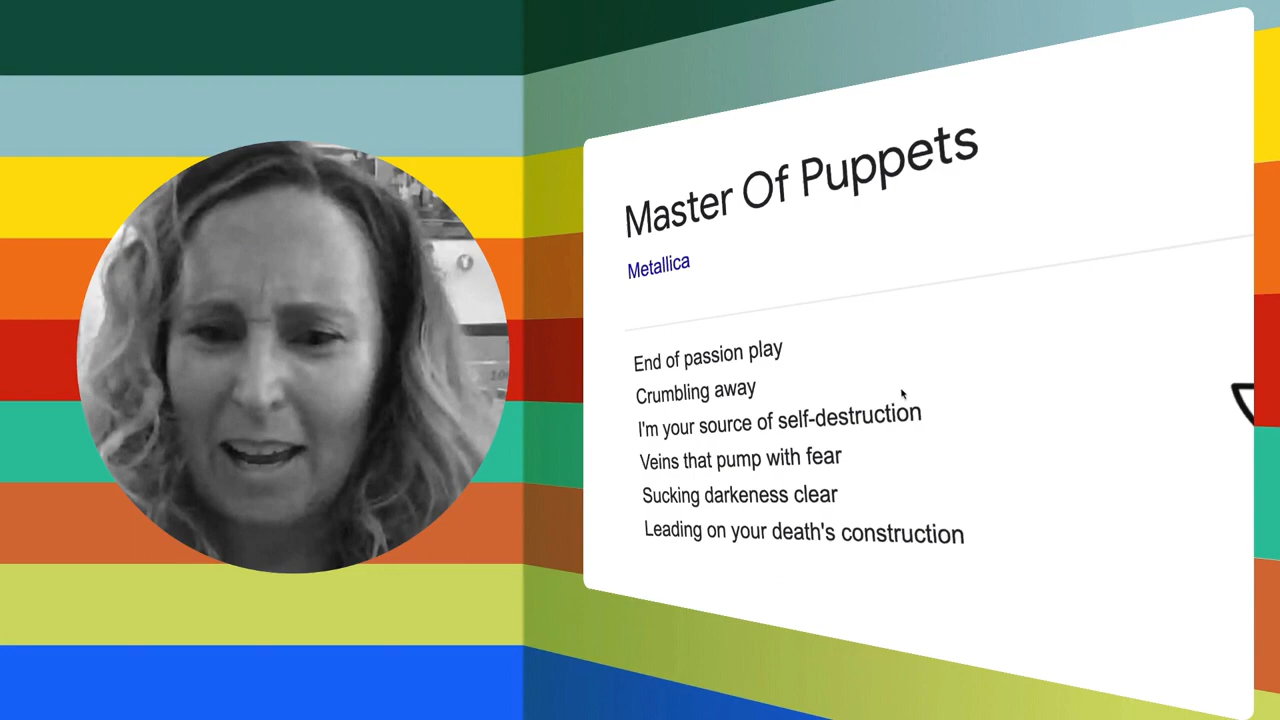 Master Of Puppets
Metallica
End of passion play
Crumbling away
I'm your source of self-destruction
Veins that pump with fear
Sucking darkeness clear
Leading on your death's construction